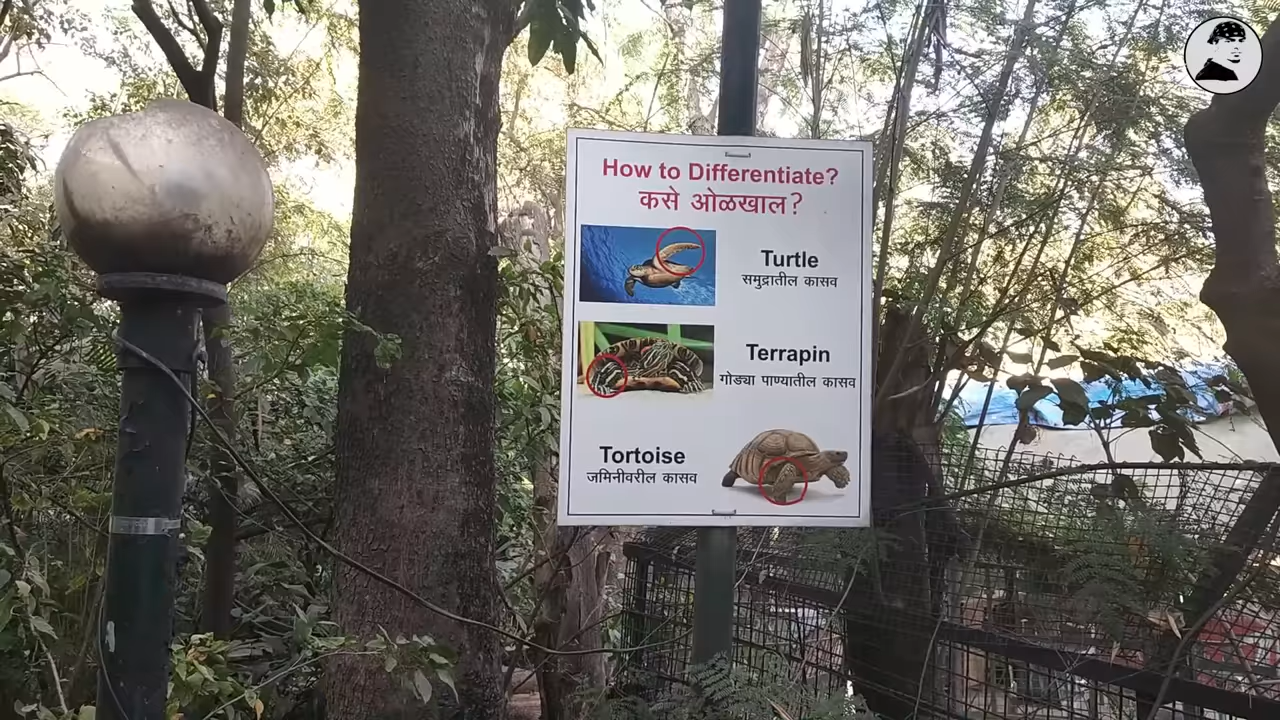 How to Differentiate?
कसे ओळखाल?
Turtle
समुद्रातील कासव
Terrapin
गोड्या पाण्यातील कासव
Tortoise
जमिनीवरील कासव